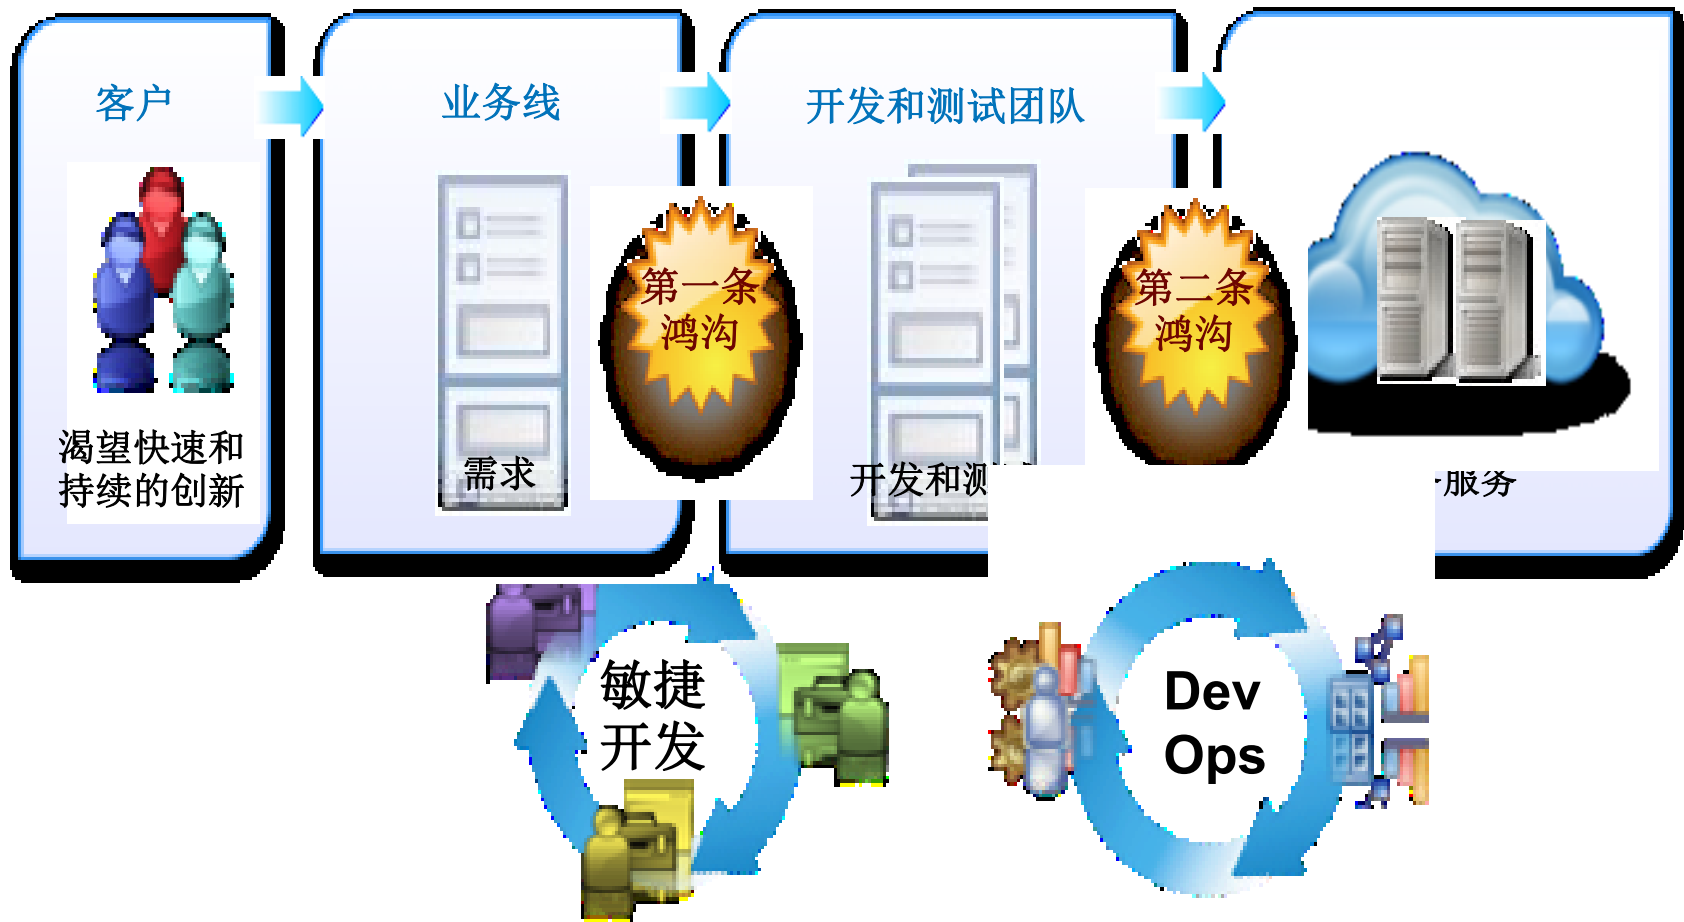 客户
业务线
开发和测试团队
第一条
鸿沟
第二条
鸿沟
渴望快速和
持续的创新
需求
开发和测
服务
敏捷
开发
Dev
Ops